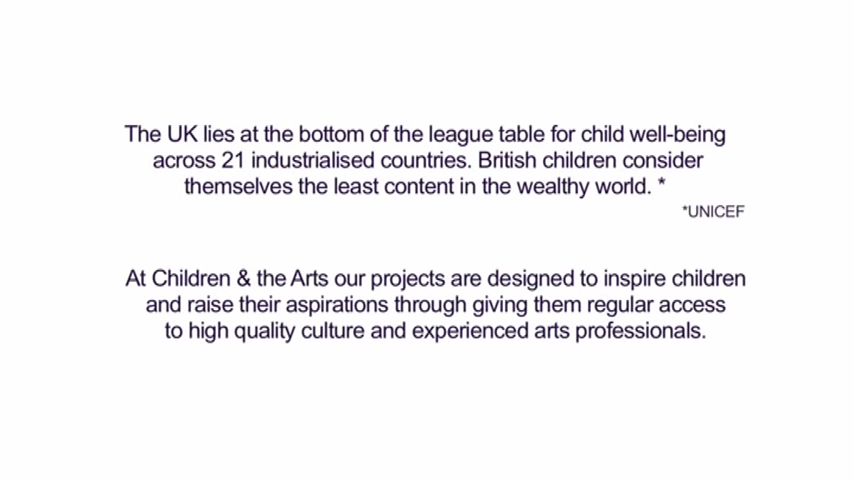 The UK lies at the bottom of the league table for child well-being
across 21 industrialised countries. British children consider
themselves the least content in the wealthy world. *
*UNICEF
At Children & the Arts our projects are designed to inspire children
and raise their aspirations through giving them regular access
to high quality culture and experienced arts professionals.